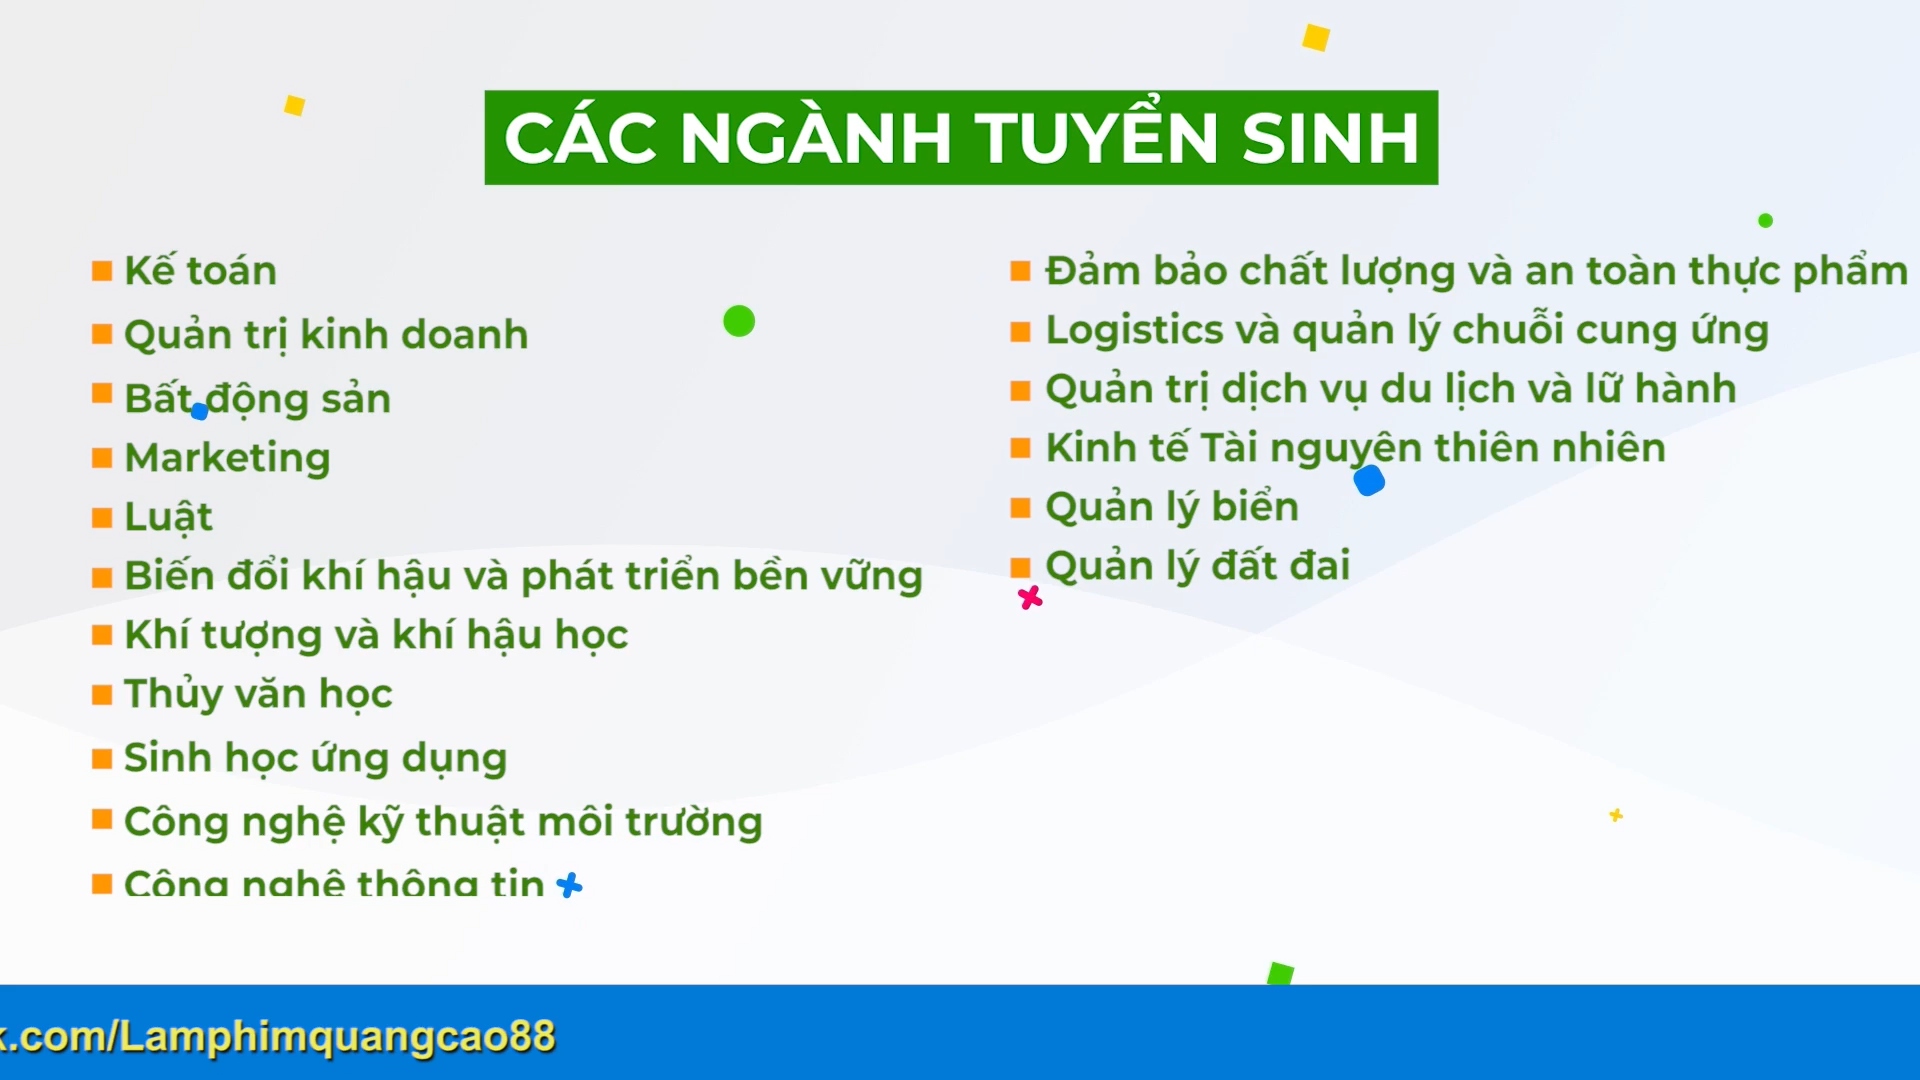 CÁC NGÀNH TUYỂN SINH
Kế toán
Quản trị kinh doanh
Bất động sản
Marketing
Luật
Biến đổi khí hậu và phát triển bền vững
Khí tượng và khí hậu học
Thủy văn học
Sinh học ứng dụng
Công nghệ kỹ thuật môi trường
Công nghệ thông tin
Đảm bảo chất lượng và an toàn thực phẩm
Logistics và quản lý chuỗi cung ứng
Quản trị dịch vụ du lịch và lữ hành
Kinh tế Tài nguyên thiên nhiên
Quản lý biển
Quản lý đất đai
k.com/Lamphimquangcao88